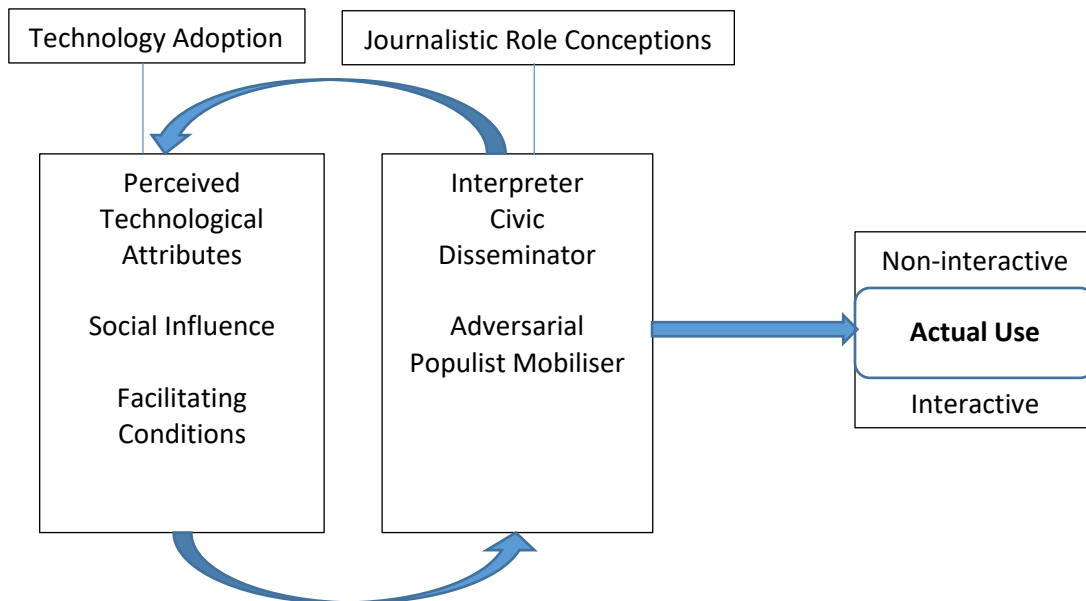 Technology Adoption
Journalistic Role Conceptions
Perceived
Technological
Attributes
Social Influence
Facilitating
Conditions
Interpreter
Civic
Disseminator
Adversarial
Populist Mobiliser
Non-interactive
Actual Use
Interactive